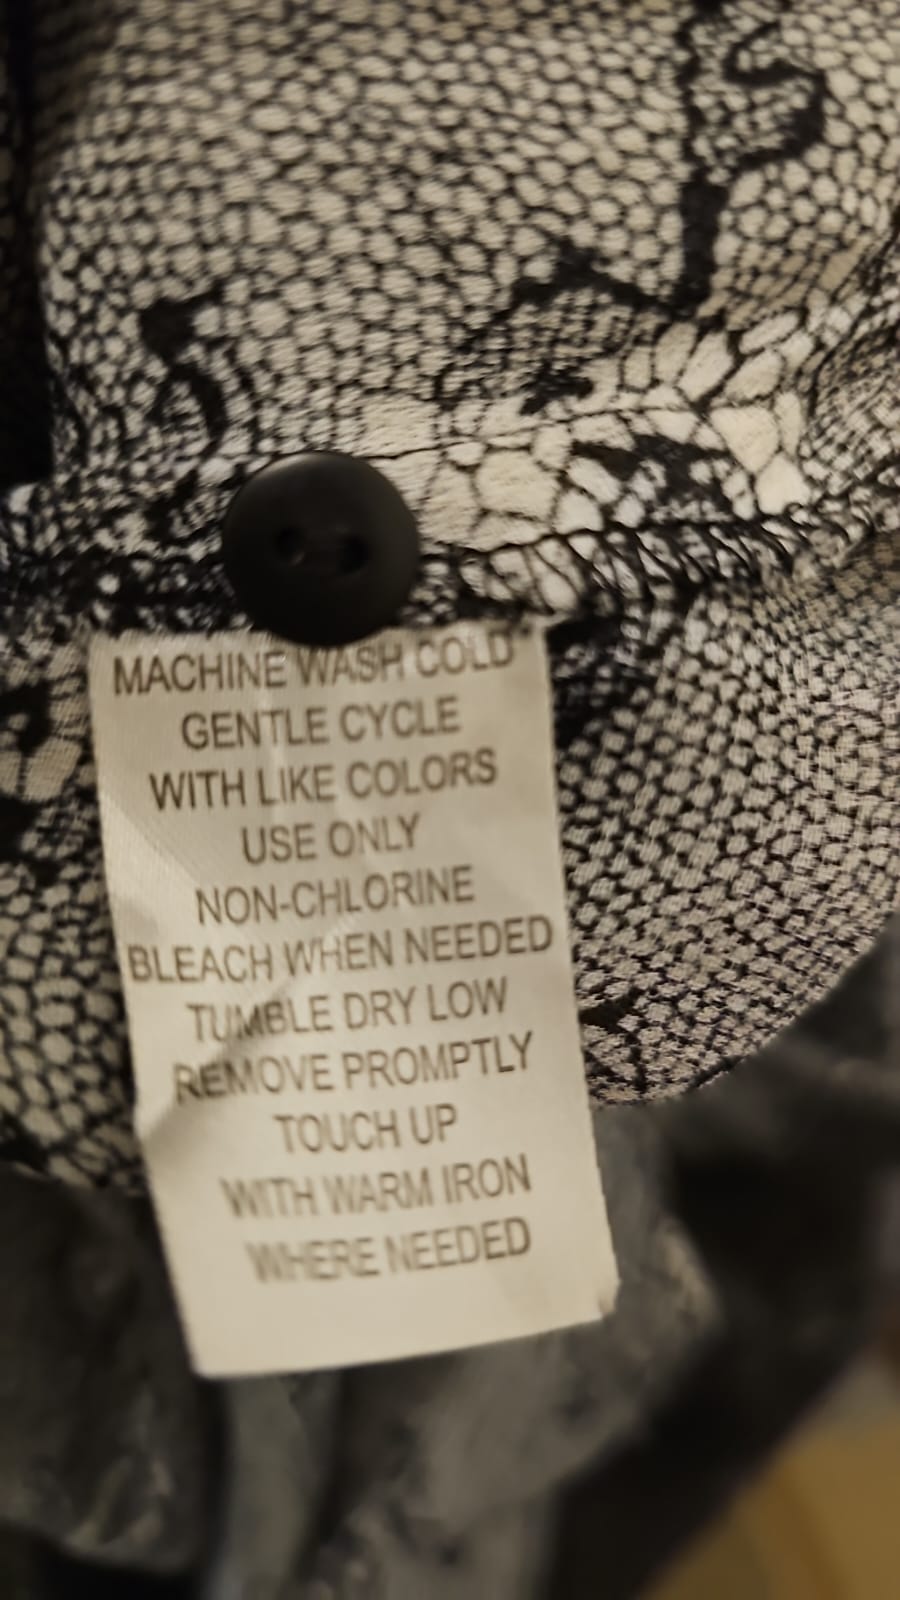 MACHINE WASH COLD
GENTLE CYCLE
WITH LIKE COLORS
USE ONLY
NON-CHLORINE
BLEACH WHEN NEEDED
TUMBLE DRY LOW
REMOVE PROMPTLY
TOUCH UP
WITH WARM IRON
WHERE NEEDED